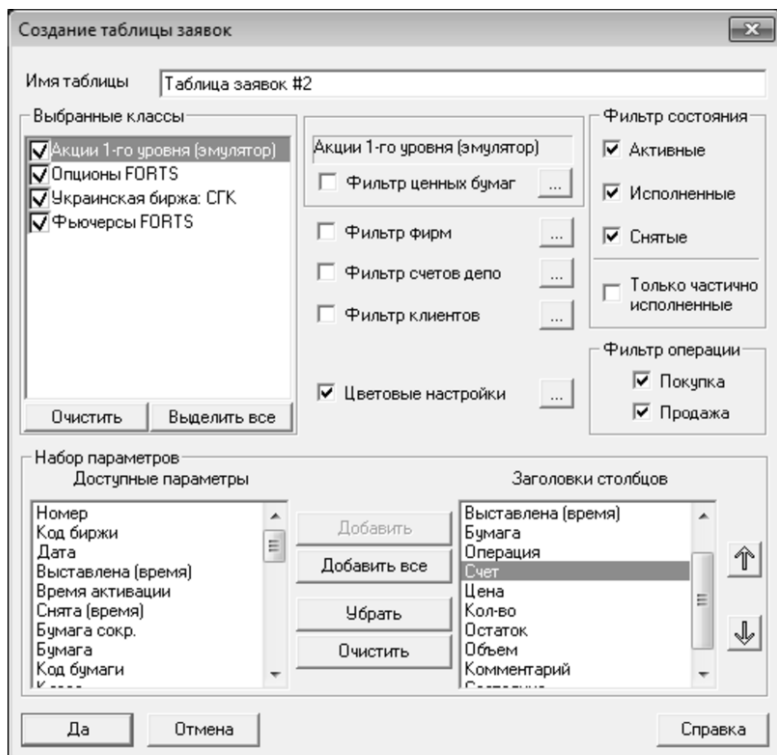 Создание таблицы заявок
Имя таблицы
Таблица заявок #2
Выбранные классы
Акции 1-го уровня (эмулятор)
Опционы FORTS
Украинская биржа: СГК
Фьючерсы FORTS
Очистить
Выделить все
Акции 1-го уровня (эмулятор)
Фильтр ценных бумаг ...
Фильтр фирм ...
Фильтр счетов депо ...
Фильтр клиентов ...
Цветовые настройки ...
Фильтр состояния
Активные
Исполненные
Снятые
Только частично
исполненные
Фильтр операции
Покупка
Продажа
Набор параметров
Доступные параметры
Номер
Код биржи
Дата
Выставлена (время)
Время активации
Снята (время)
Бумага сокр.
Бумага
Код бумаги
Добавить
Добавить все
Убрать
Очистить
Заголовки столбцов
Выставлена (время)
Бумага
Операция
Счет
Цена
Кол-во
Остаток
Объем
Комментарий
Да
Отмена
Справка